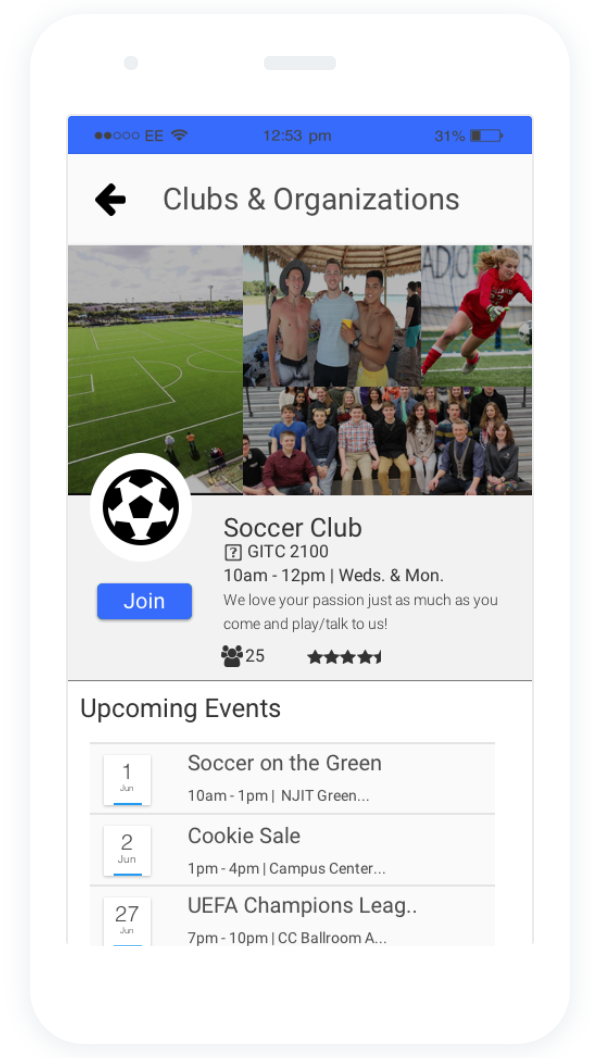 EE 12:53 pm 31%
Clubs & Organizations
ADIO
Soccer Club
GITC 2100
10am - 12pm | Weds. & Mon.
Join
We love your passion just as much as you
come and play/talk to us!
25
Upcoming Events
1
Jun
Soccer on the Green
10am - 1pm | NJIT Green...
2
Jun
Cookie Sale
1pm - 4pm | Campus Center...
27
Jun
UEFA Champions Leag..
7pm - 10pm | CC Ballroom A...